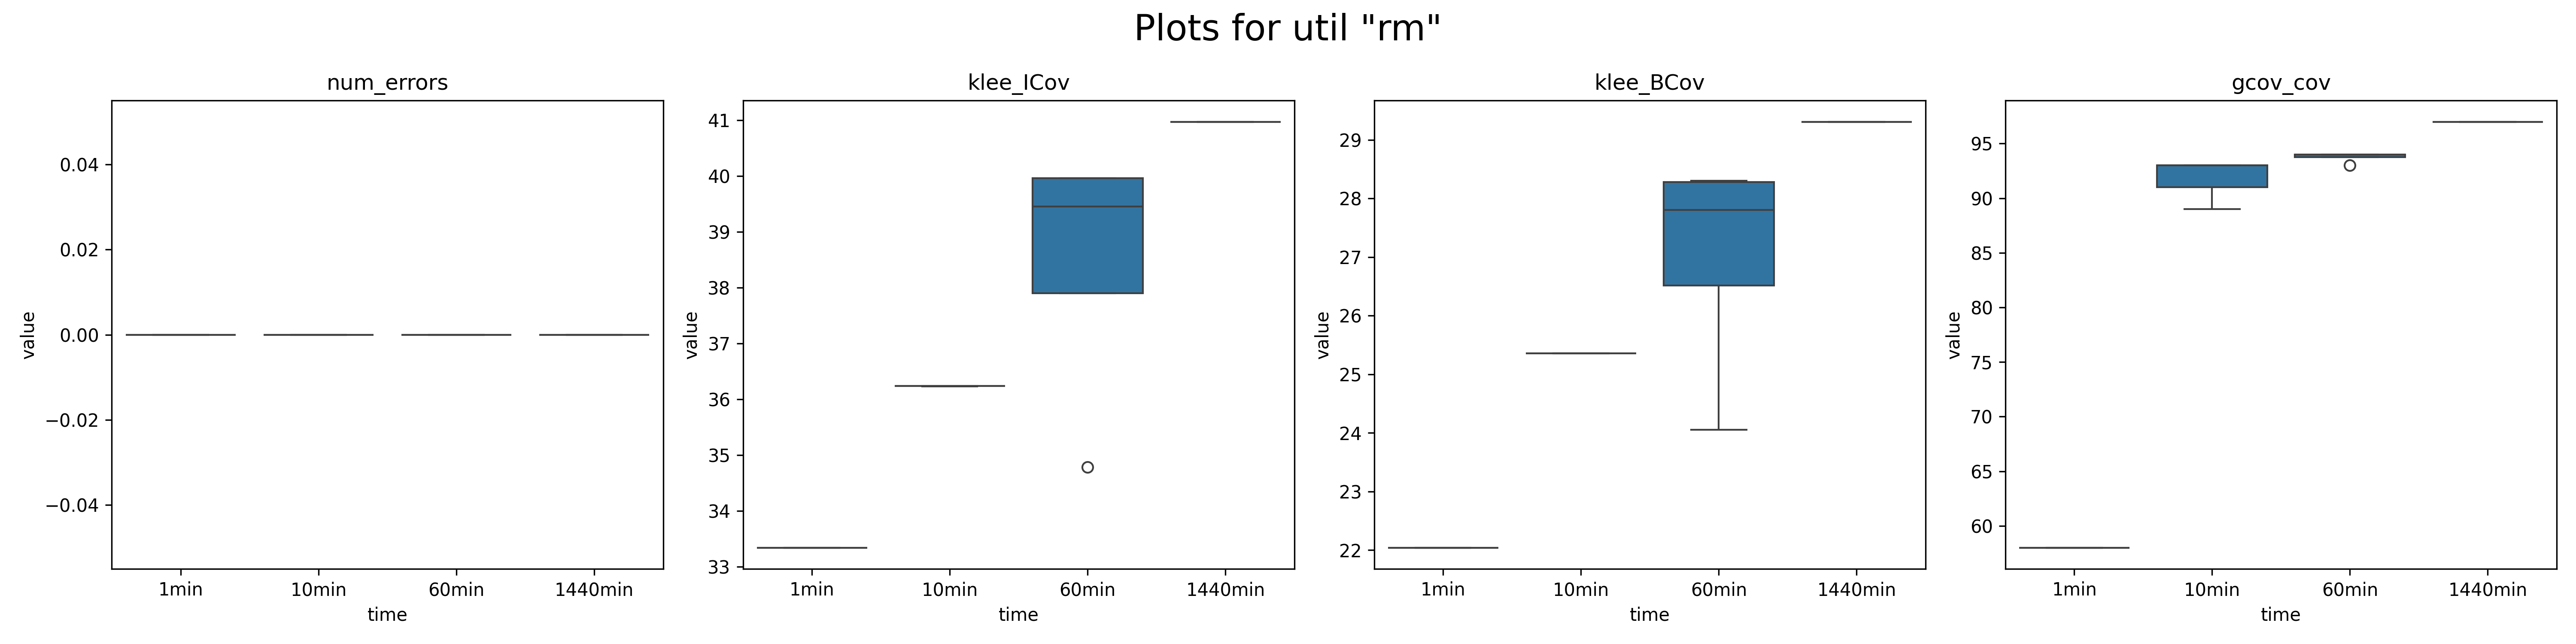 Plots for util "rm"
num_errors
klee_ICov
klee_BCov
gcov_cov
value
0.04
0.02
0.00
−0.02
−0.04
1min
10min
60min
1440min
time
value
41
40
39
38
37
36
35
34
33
1min
10min
60min
1440min
time
value
29
28
27
26
25
24
23
22
1min
10min
60min
1440min
time
value
95
90
85
80
75
70
65
60
1min
10min
60min
1440min
time